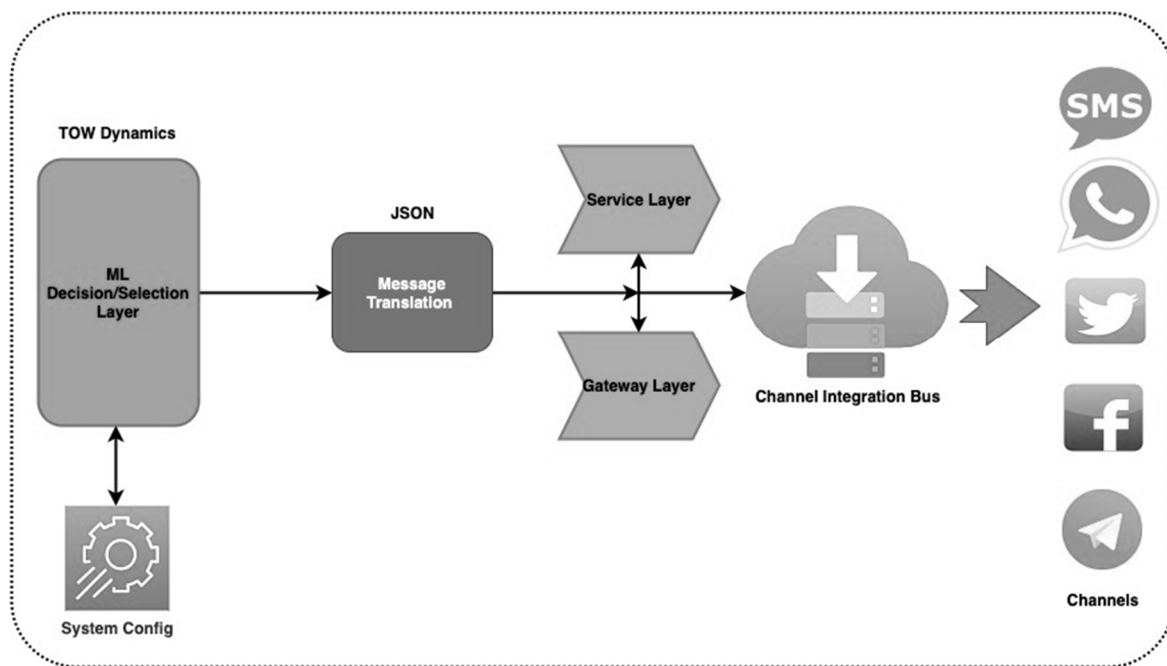 TOW Dynamics
ML
Decision/Selection
Layer
System Config
JSON
Message
Translation
Service Layer
Gateway Layer
Channel Integration Bus
SMS
Channels